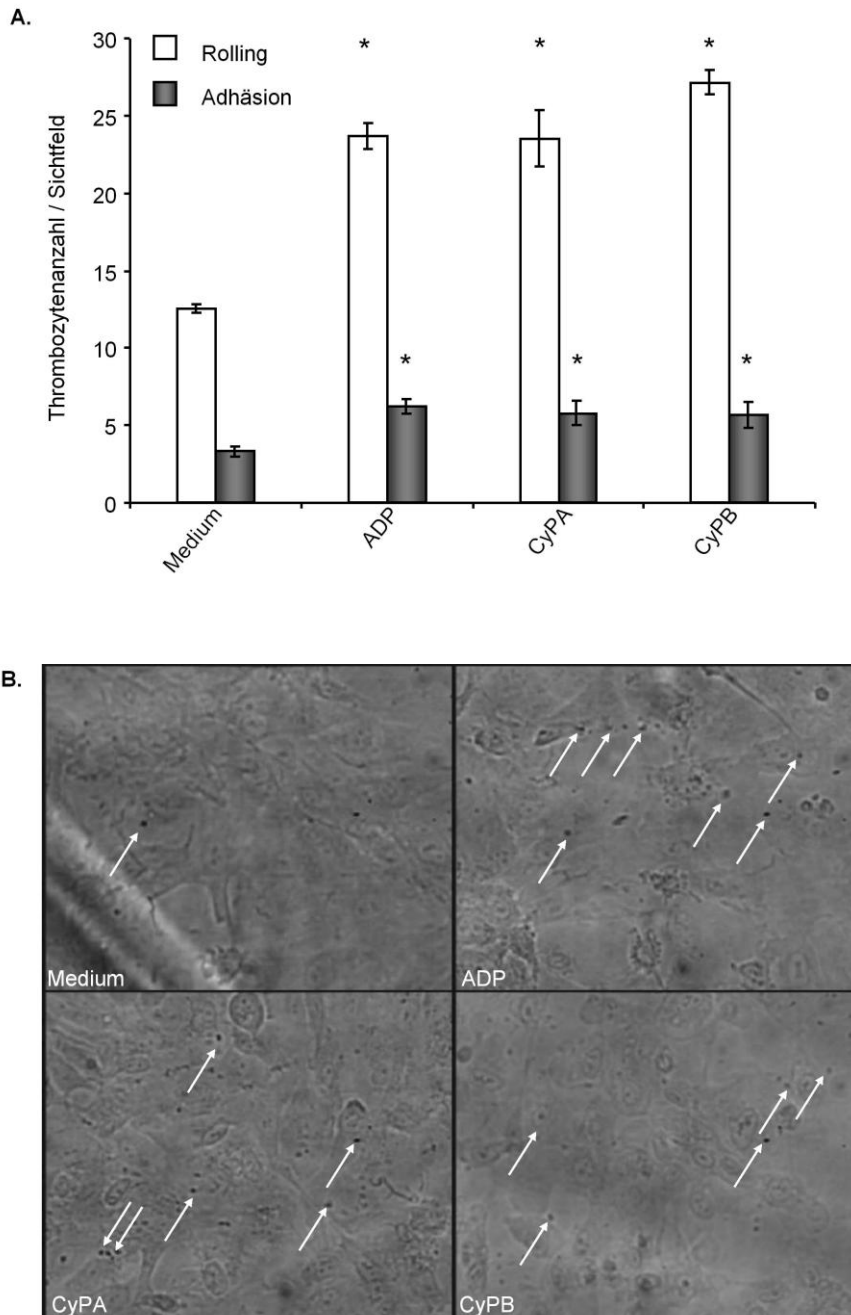 A.
Thrombozytenanzahl / Sichtfeld
30
25
20
15
10
5
0
Rolling
Adhäsion
* * *
* * *
Medium
ADP
CyPA
CyPB
B.
Medium
ADP
CyPA
CyPB